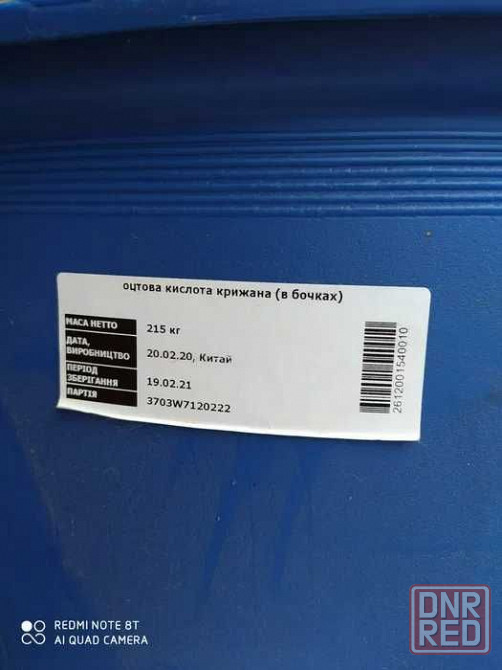 оцтова кислота крижана (в бочках)
МАСА НЕТТО 215 кг
ДАТА,
ВИРОБНИЦТВО 20.02.20, Китай
ПЕРІОД
ЗБЕРІГАННЯ 19.02.21
ПАРТІЯ 3703W7120222
2612001540010
REDMI NOTE 8T
AI QUAD CAMERA
DNR
RED